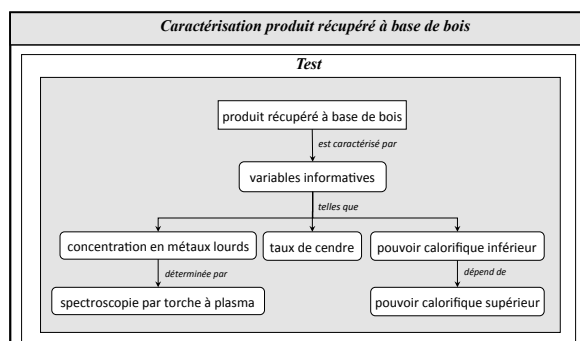 Caractérisation produit récupéré à base de bois
Test
produit récupéré à base de bois
est caractérisé par
variables informatives
telles que
concentration en métaux lourds
taux de cendre
pouvoir calorifique inférieur
déterminée par
dépend de
spectroscopie par torche à plasma
pouvoir calorifique supérieur